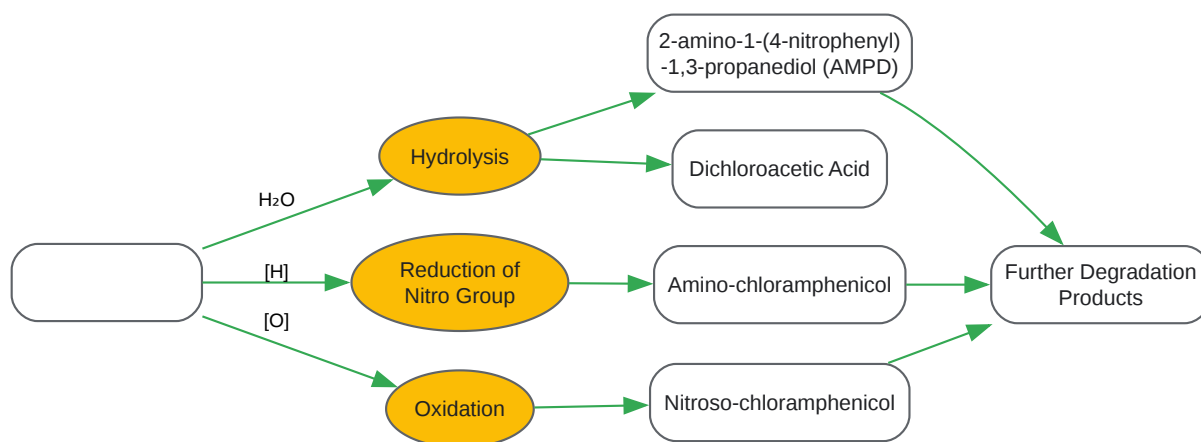 2-amino-1-(4-nitrophenyl)
-1,3-propanediol (AMPD)
Hydrolysis
Dichloroacetic Acid
H₂O
[H]
Reduction of
Nitro Group
Amino-chloramphenicol
Further Degradation
Products
[O]
Oxidation
Nitroso-chloramphenicol